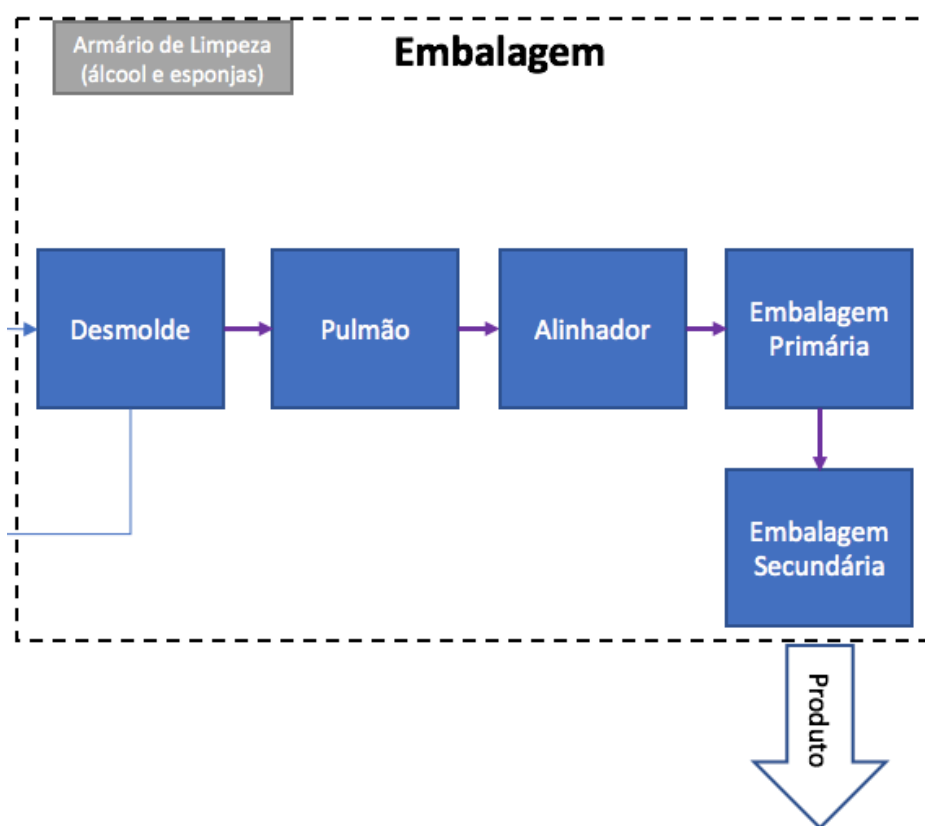 Armário de Limpeza
(álcool e esponjas)
Embalagem
Desmolde
Pulmão
Alinhador
Embalagem
Primária
Embalagem
Secundária
Produto